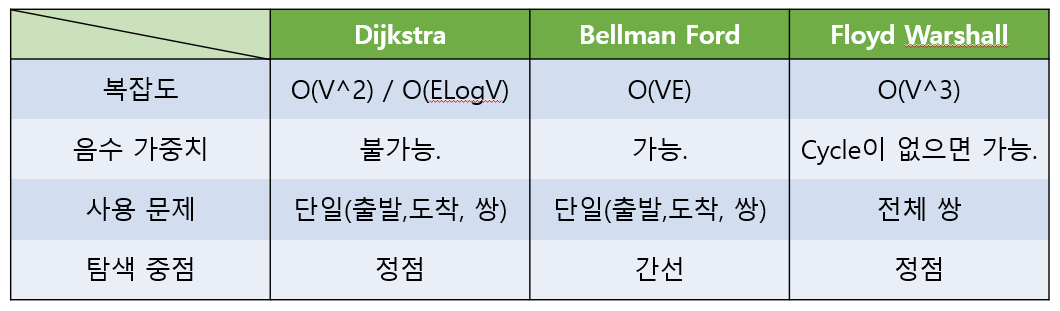 Dijkstra Bellman Ford Floyd Warshall
복잡도 O(V^2) / O(ELogV) O(VE) O(V^3)
음수 가중치 불가능. 가능. Cycle이 없으면 가능.
사용 문제 단일(출발,도착, 쌍) 단일(출발,도착, 쌍) 전체 쌍
탐색 중점 정점 간선 정점